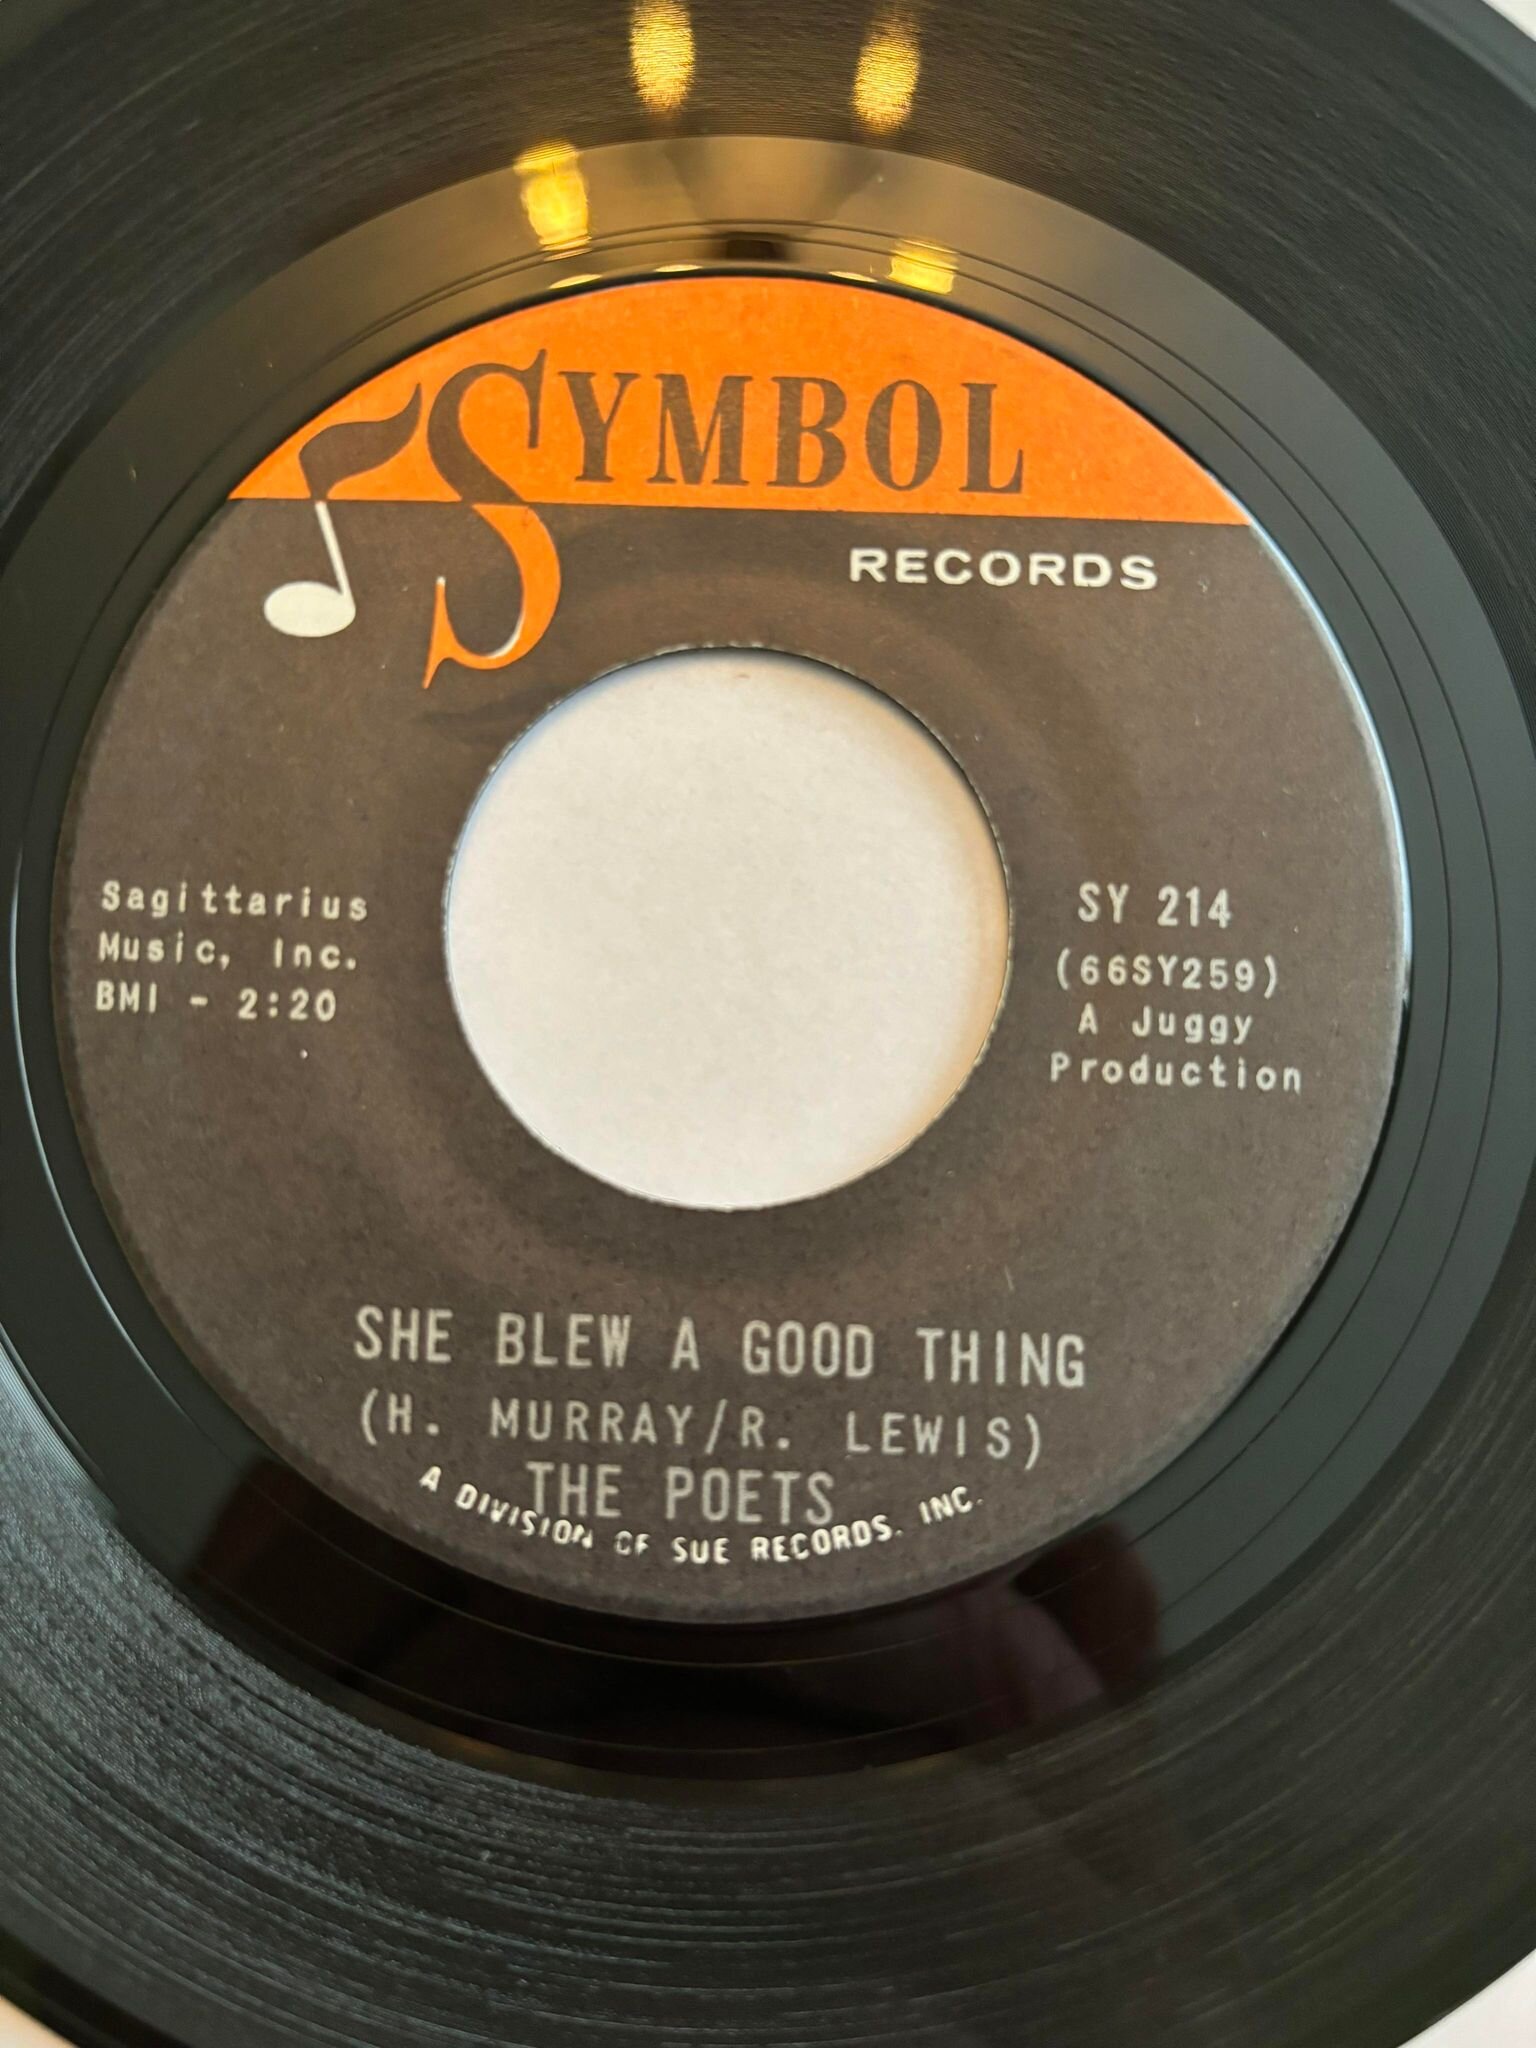 SYMBOL
RECORDS
Sagittarius
Music, Inc.
BMI - 2:20
SY 214
(66SY259)
A Juggy
Production
SHE BLEW A GOOD THING
(H. MURRAY/R. LEWIS)
THE POETS
A DIVISION OF SUE RECORDS, INC.